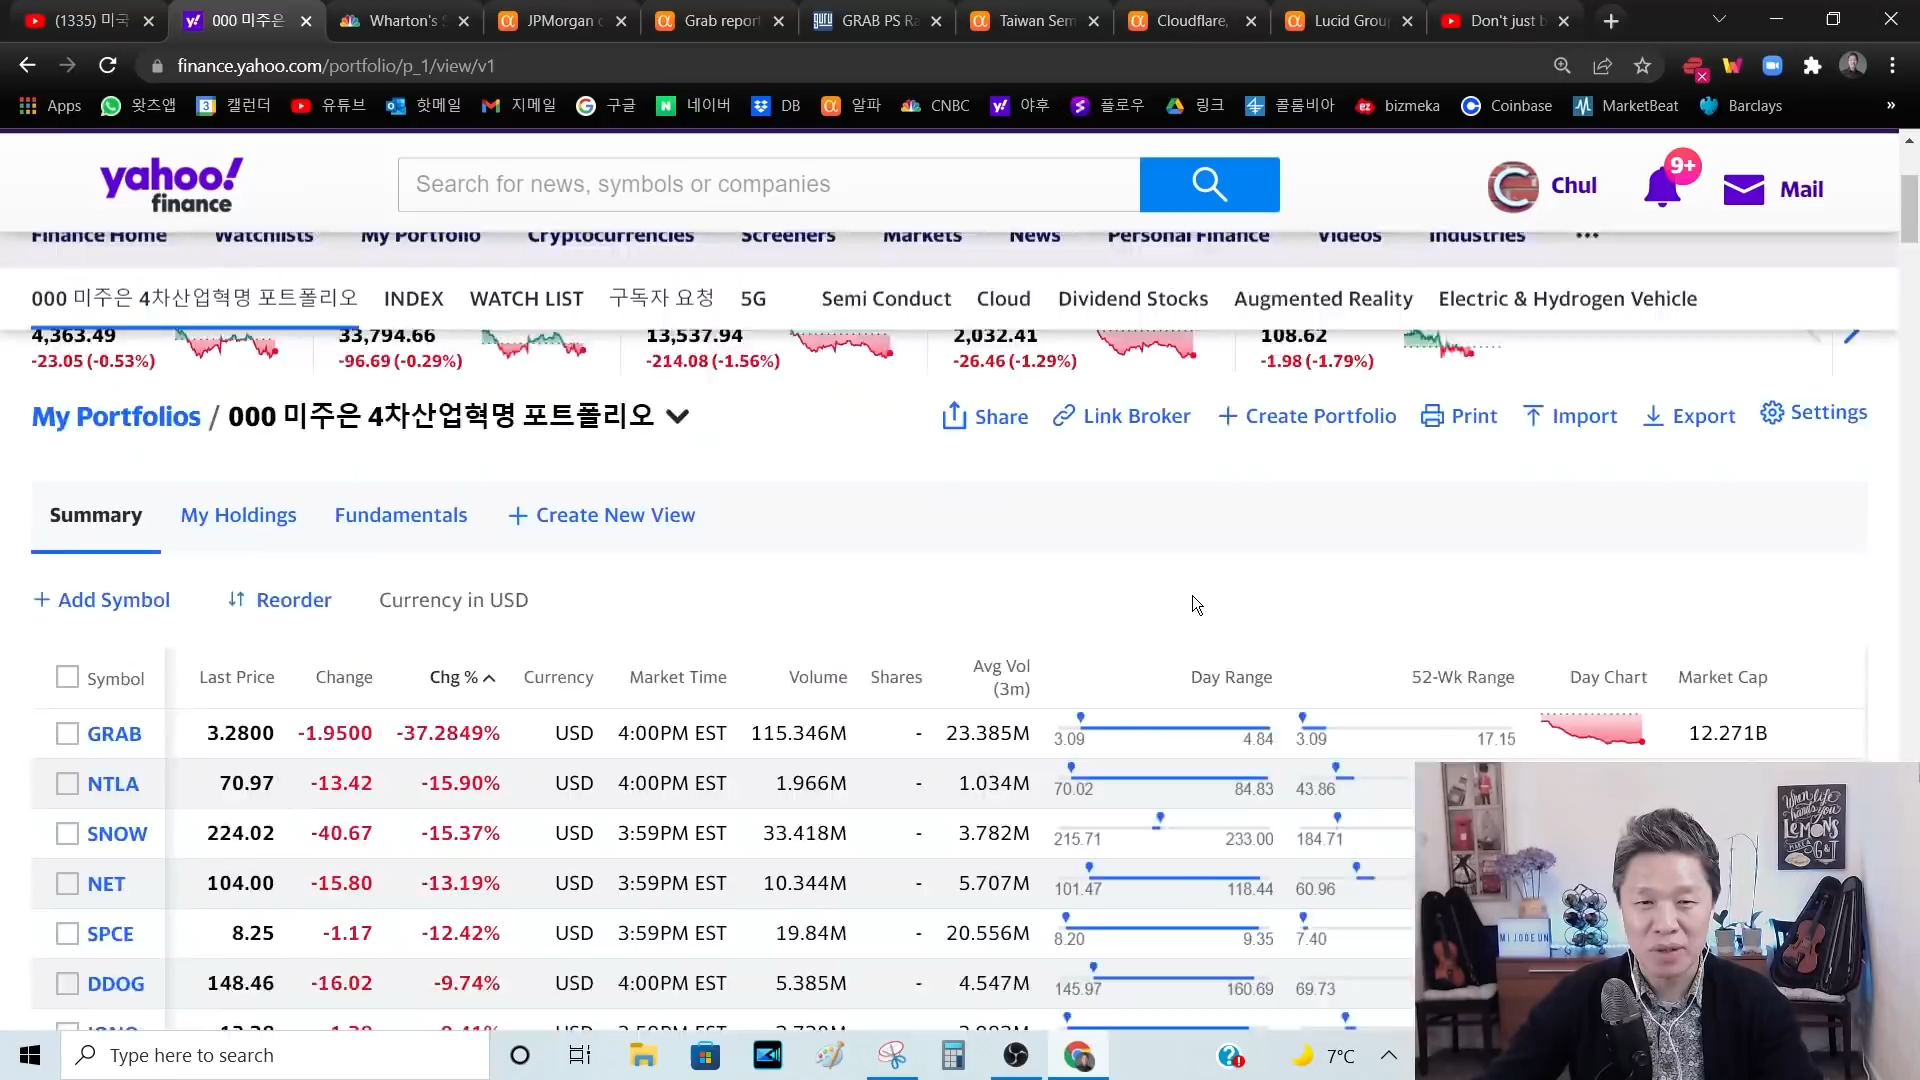 (1335) 미국
000 미주은
Wharton's S
JPMorgan c
Grab report
GRAB PS Ra
Taiwan Sem
Cloudflare,
Lucid Grou
Don't just b
finance.yahoo.com/portfolio/p_1/view/v1
Apps 왓츠앱 캘린더 유튜브 핫메일 지메일 구글 네이버 DB 알파 CNBC 야후 플로우 링크 콜롬비아 bizmeka Coinbase MarketBeat Barclays »
yahoo!
finance
Search for news, symbols or companies
Chul
9+
Mail
Finance Home Watchlists My Portfolio Cryptocurrencies Screeners Markets News Personal Finance Videos Industries ...
000 미주은 4차산업혁명 포트폴리오 INDEX WATCH LIST 구독자 요청 5G Semi Conduct Cloud Dividend Stocks Augmented Reality Electric & Hydrogen Vehicle
4,363.49 33,794.66 13,537.94 2,032.41 108.62
-23.05 (-0.53%) -96.69 (-0.29%) -214.08 (-1.56%) -26.46 (-1.29%) -1.98 (-1.79%)
My Portfolios / 000 미주은 4차산업혁명 포트폴리오
Share Link Broker + Create Portfolio Print Import Export Settings
Summary My Holdings Fundamentals + Create New View
+ Add Symbol Reorder Currency in USD
Symbol Last Price Change Chg % Currency Market Time Volume Shares Avg Vol (3m) Day Range 52-Wk Range Day Chart Market Cap
GRAB 3.2800 -1.9500 -37.2849% USD 4:00PM EST 115.346M - 23.385M 3.09 4.84 3.09 17.15 12.271B
NTLA 70.97 -13.42 -15.90% USD 4:00PM EST 1.966M - 1.034M 70.02 84.83 43.86
SNOW 224.02 -40.67 -15.37% USD 3:59PM EST 33.418M - 3.782M 215.71 233.00 184.71
NET 104.00 -15.80 -13.19% USD 3:59PM EST 10.344M - 5.707M 101.47 118.44 60.96
SPCE 8.25 -1.17 -12.42% USD 3:59PM EST 19.84M - 20.556M 8.20 9.35 7.40
DDOG 148.46 -16.02 -9.74% USD 4:00PM EST 5.385M - 4.547M 145.97 160.69 69.73
When life
hands you
LEMONS
MAKE A
G&T
MIJOOEUN
Type here to search
7°C